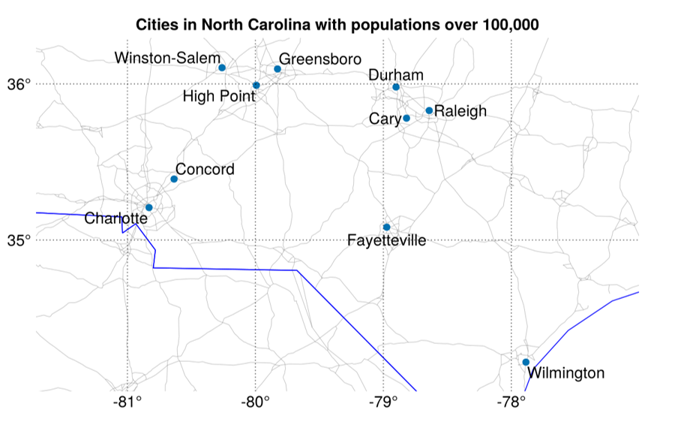 Cities in North Carolina with populations over 100,000
Winston-Salem
Greensboro
36°
High Point
Durham
Cary
Raleigh
Concord
Charlotte
35°
Fayetteville
Wilmington
-81°
-80°
-79°
-78°